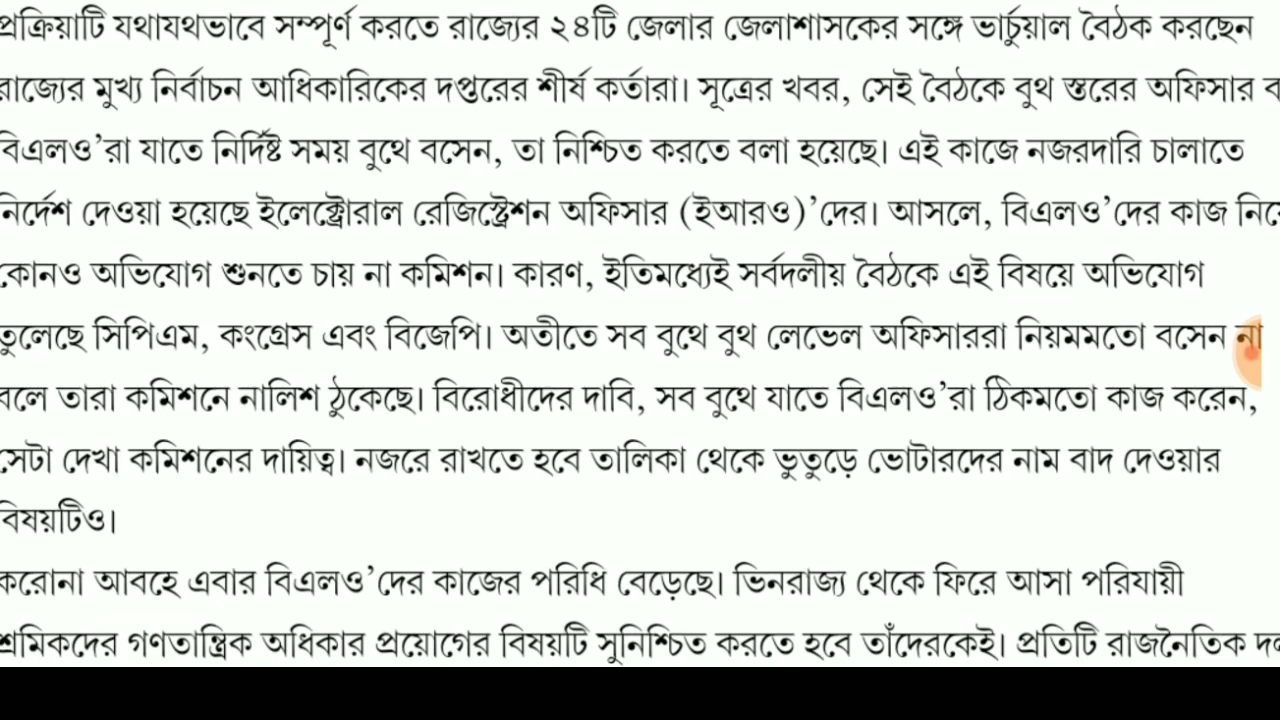 প্রক্রিয়াটি যথাযথভাবে সম্পূর্ণ করতে রাজ্যের ২৪টি জেলার জেলাশাসকের সঙ্গে ভার্চুয়াল বৈঠক করছেন
রাজ্যের মুখ্য নির্বাচন আধিকারিকের দপ্তরের শীর্ষ কর্তারা। সূত্রের খবর, সেই বৈঠকে বুথ স্তরের অফিসার ব
বিএলও’রা যাতে নির্দিষ্ট সময় বুথে বসেন, তা নিশ্চিত করতে বলা হয়েছে। এই কাজে নজরদারি চালাতে
নির্দেশ দেওয়া হয়েছে ইলেক্ট্রোরাল রেজিস্ট্রেশন অফিসার (ইআরও)’দের। আসলে, বিএলও’দের কাজ নিয়ে
কোনও অভিযোগ শুনতে চায় না কমিশন। কারণ, ইতিমধ্যেই সর্বদলীয় বৈঠকে এই বিষয়ে অভিযোগ
তুলেছে সিপিএম, কংগ্রেস এবং বিজেপি। অতীতে সব বুথে বুথ লেভেল অফিসাররা নিয়মমতো বসেন না
বলে তারা কমিশনে নালিশ ঠুকেছে। বিরোধীদের দাবি, সব বুথে যাতে বিএলও’রা ঠিকমতো কাজ করেন,
সেটা দেখা কমিশনের দায়িত্ব। নজরে রাখতে হবে তালিকা থেকে ভুতুড়ে ভোটারদের নাম বাদ দেওয়ার
বিষয়টিও।
করোনা আবহে এবার বিএলও’দের কাজের পরিধি বেড়েছে। ভিনরাজ্য থেকে ফিরে আসা পরিযায়ী
শ্রমিকদের গণতান্ত্রিক অধিকার প্রয়োগের বিষয়টি সুনিশ্চিত করতে হবে তাঁদেরকেই। প্রতিটি রাজনৈতিক দল